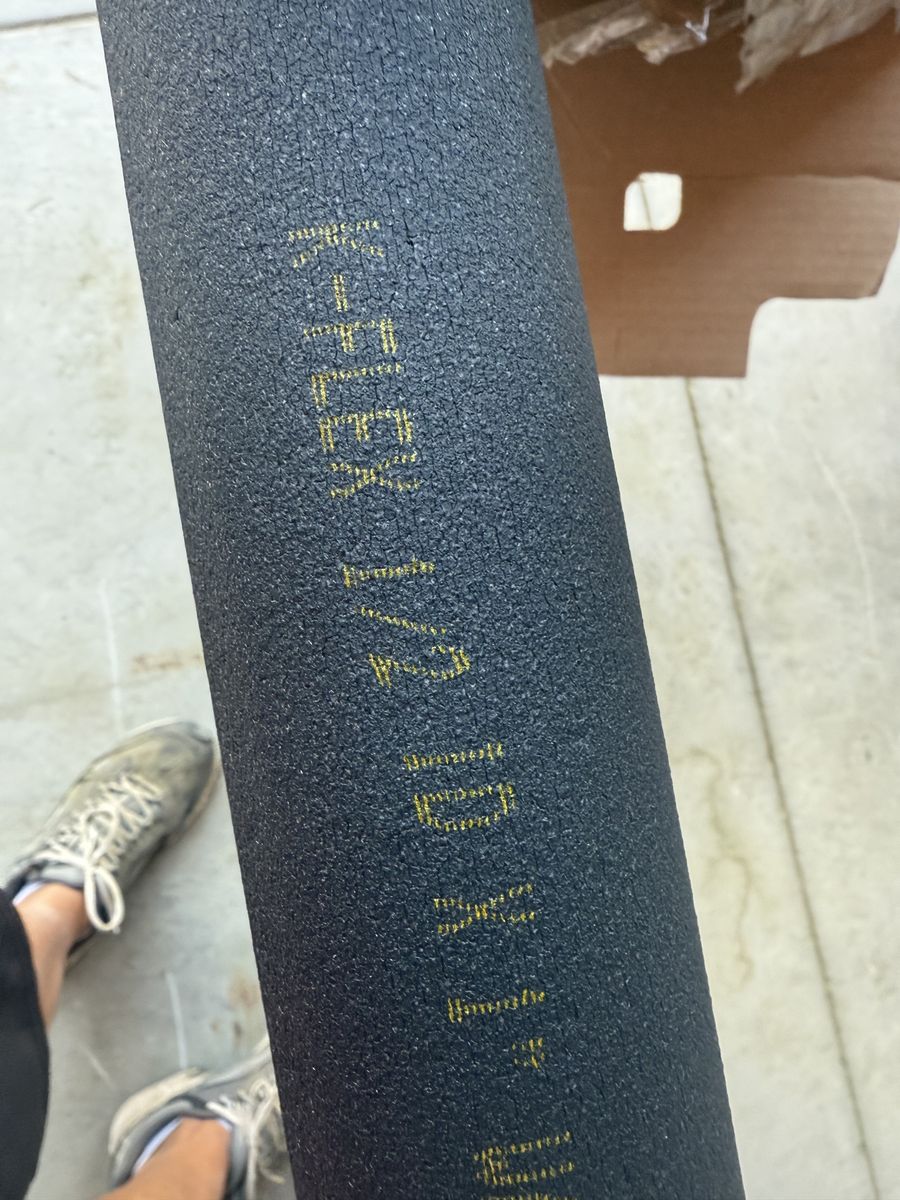 K-FLEX 1/2 ID X 1"